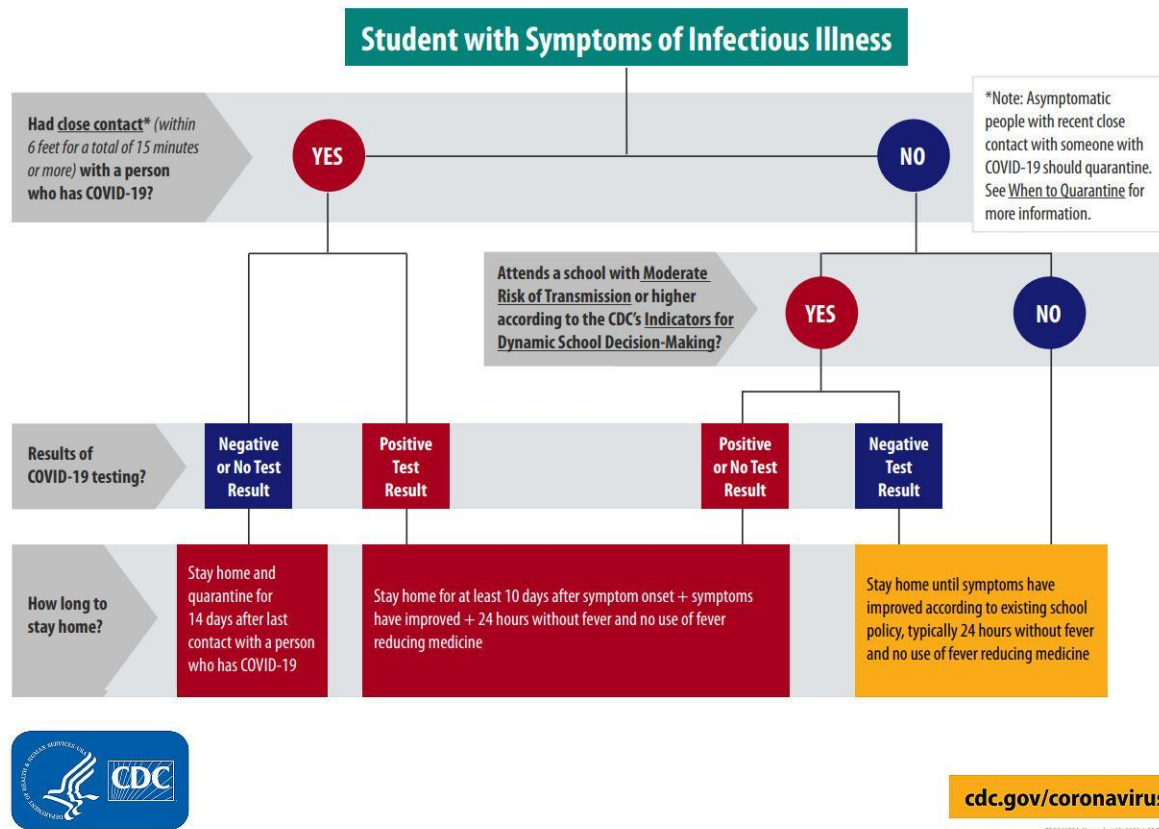 Student with Symptoms of Infectious Illness
Had close contact* (within
6 feet for a total of 15 minutes
or more) with a person
who has COVID-19?
YES
NO
*Note: Asymptomatic
people with recent close
contact with someone with
COVID-19 should quarantine.
See When to Quarantine for
more information.
Attends a school with Moderate
Risk of Transmission or higher
according to the CDC's Indicators for
Dynamic School Decision-Making?
YES
NO
Results of
COVID-19 testing?
Negative
or No Test
Result
Positive
Test
Result
Positive
or No Test
Result
Negative
Test
Result
How long to
stay home?
Stay home and
quarantine for
14 days after last
contact with a person
who has COVID-19
Stay home for at least 10 days after symptom onset + symptoms
have improved + 24 hours without fever and no use of fever
reducing medicine
Stay home until symptoms have
improved according to existing school
policy, typically 24 hours without fever
and no use of fever reducing medicine
DEPARTMENT OF HEALTH & HUMAN SERVICES-USA
CDC
cdc.gov/coronavirus